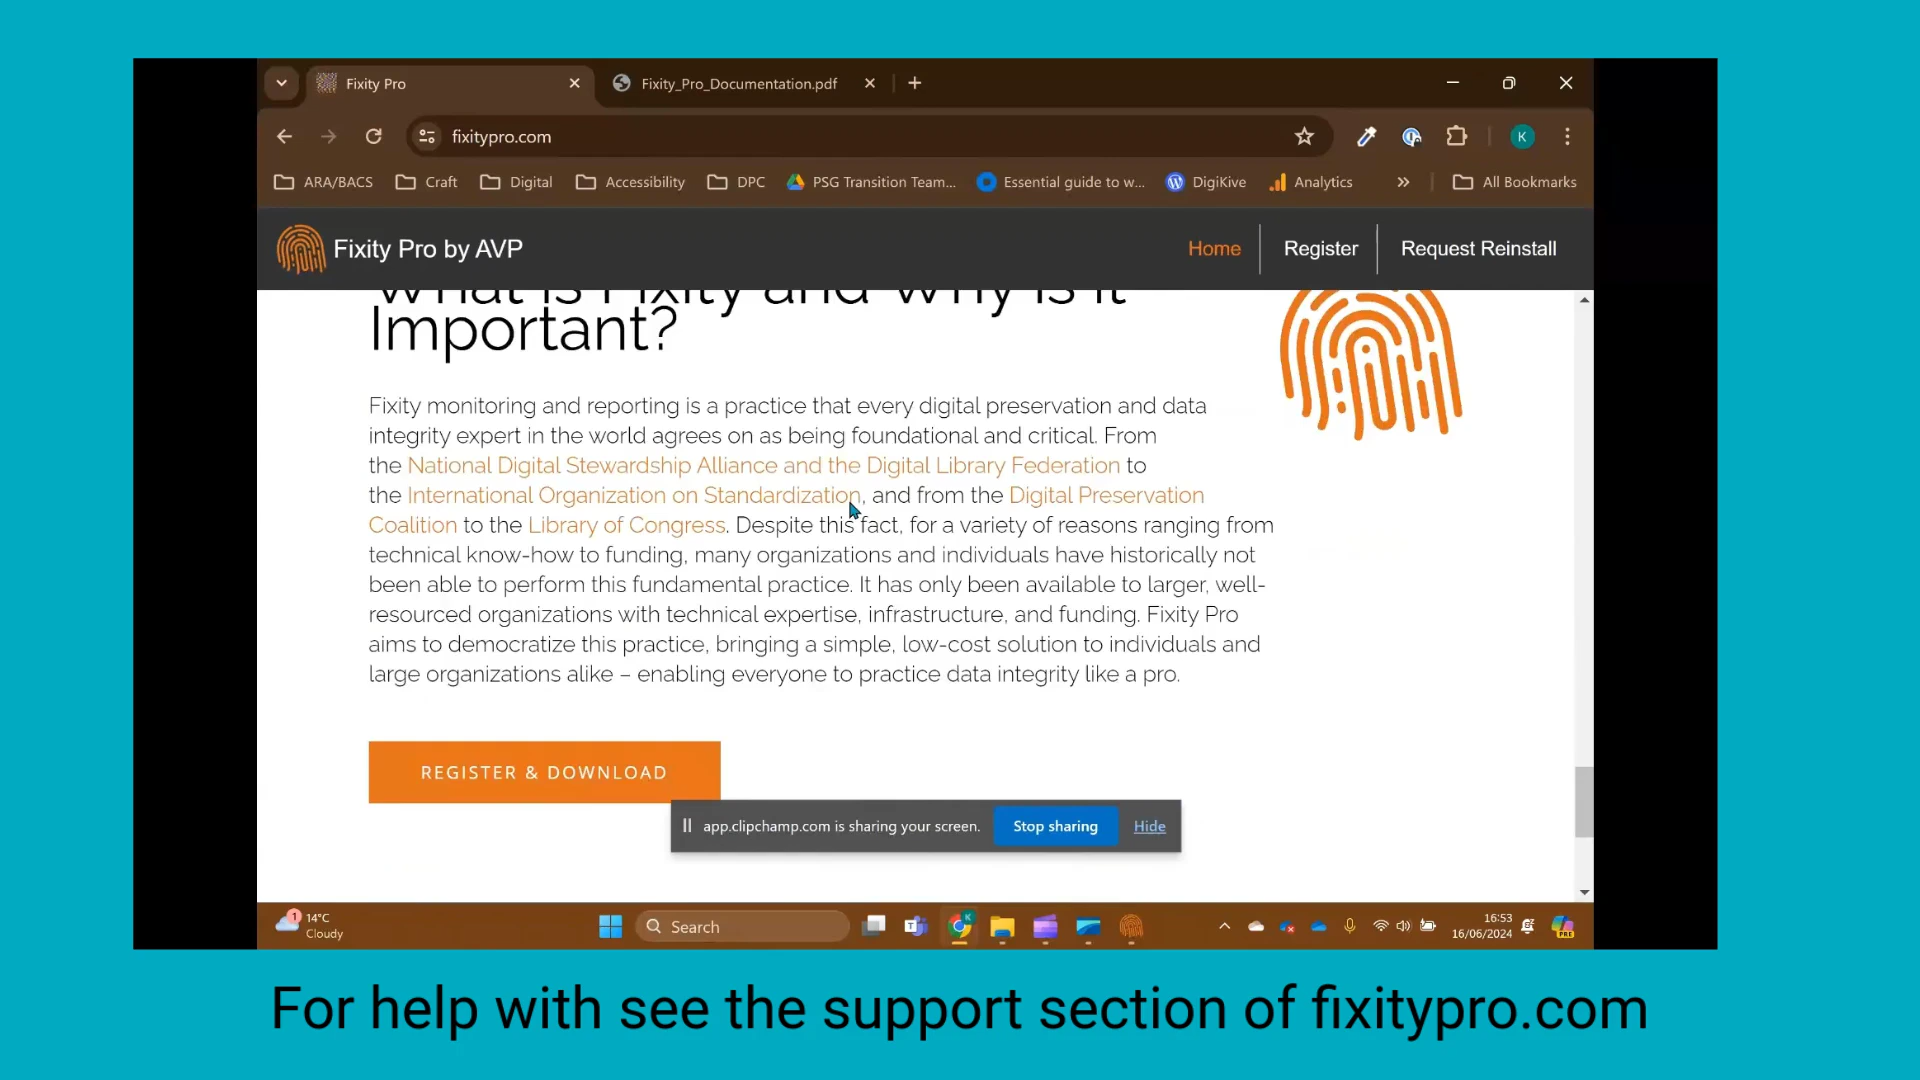 Fixity Pro
Fixity_Pro_Documentation.pdf
fixitypro.com
K
ARA/BACS
Craft
Digital
Accessibility
DPC
PSG Transition Team...
Essential guide to w...
DigiKive
Analytics
All Bookmarks
Fixity Pro by AVP
Home
Register
Request Reinstall
What is Fixity and Why is it
Important?
Fixity monitoring and reporting is a practice that every digital preservation and data
integrity expert in the world agrees on as being foundational and critical. From
the National Digital Stewardship Alliance and the Digital Library Federation to
the International Organization on Standardization, and from the Digital Preservation
Coalition to the Library of Congress. Despite this fact, for a variety of reasons ranging from
technical know-how to funding, many organizations and individuals have historically not
been able to perform this fundamental practice. It has only been available to larger, well-
resourced organizations with technical expertise, infrastructure, and funding. Fixity Pro
aims to democratize this practice, bringing a simple, low-cost solution to individuals and
large organizations alike – enabling everyone to practice data integrity like a pro.
REGISTER & DOWNLOAD
app.clipchamp.com is sharing your screen.
Stop sharing
Hide
1
14°C
Cloudy
Search
K
16:53
16/06/2024
PRE
For help with see the support section of fixitypro.com